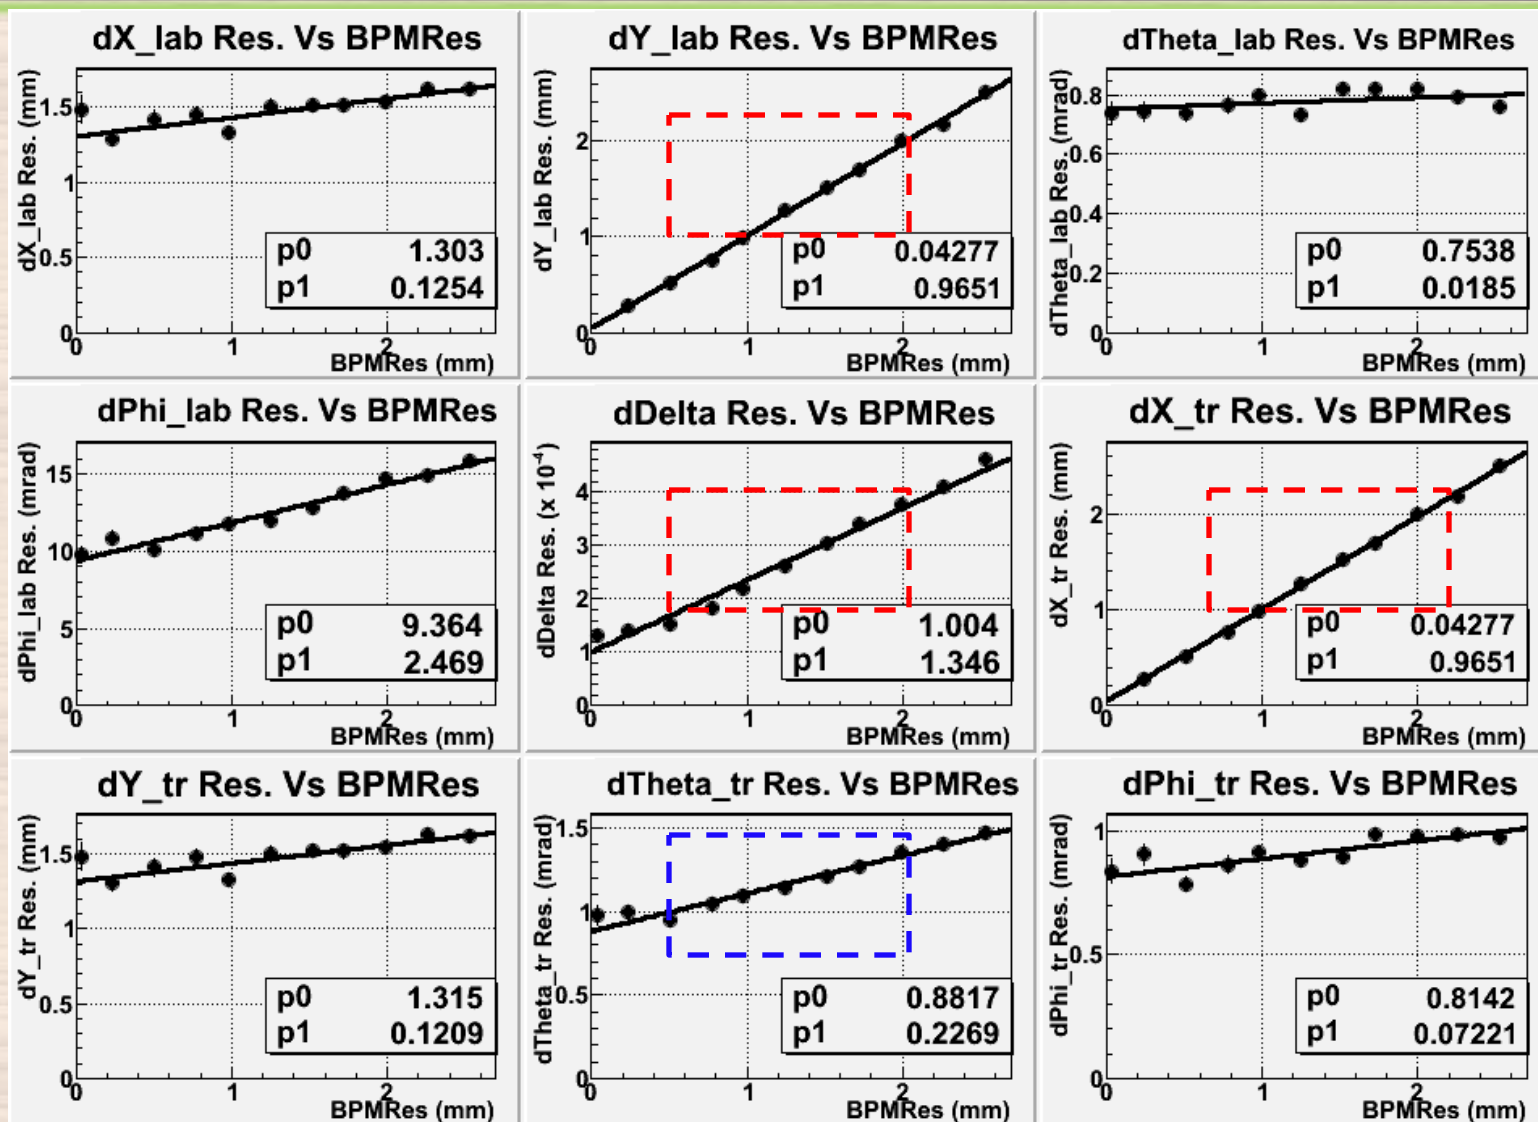 dX_lab Res. Vs BPMRes
dX_lab Res. (mm)
1.5
1
0.5
0
p0 1.303
p1 0.1254
0 1 2
BPMRes (mm)
dY_lab Res. Vs BPMRes
dY_lab Res. (mm)
2
1
0
p0 0.04277
p1 0.9651
0 1 2
BPMRes (mm)
dTheta_lab Res. Vs BPMRes
dTheta_lab Res. (mrad)
0.8
0.6
0.4
0.2
0
p0 0.7538
p1 0.0185
0 1 2
BPMRes (mm)
dPhi_lab Res. Vs BPMRes
dPhi_lab Res. (mrad)
15
10
5
0
p0 9.364
p1 2.469
0 1 2
BPMRes (mm)
dDelta Res. Vs BPMRes
dDelta Res. (x 10⁻⁴)
4
3
2
1
0
p0 1.004
p1 1.346
0 1 2
BPMRes (mm)
dX_tr Res. Vs BPMRes
dX_tr Res. (mm)
2
1
0
p0 0.04277
p1 0.9651
0 1 2
BPMRes (mm)
dY_tr Res. Vs BPMRes
dY_tr Res. (mm)
1.5
1
0.5
0
p0 1.315
p1 0.1209
0 1 2
BPMRes (mm)
dTheta_tr Res. Vs BPMRes
dTheta_tr Res. (mrad)
1.5
1
0.5
0
p0 0.8817
p1 0.2269
0 1 2
BPMRes (mm)
dPhi_tr Res. Vs BPMRes
dPhi_tr Res. (mrad)
1
0.5
0
p0 0.8142
p1 0.07221
0 1 2
BPMRes (mm)